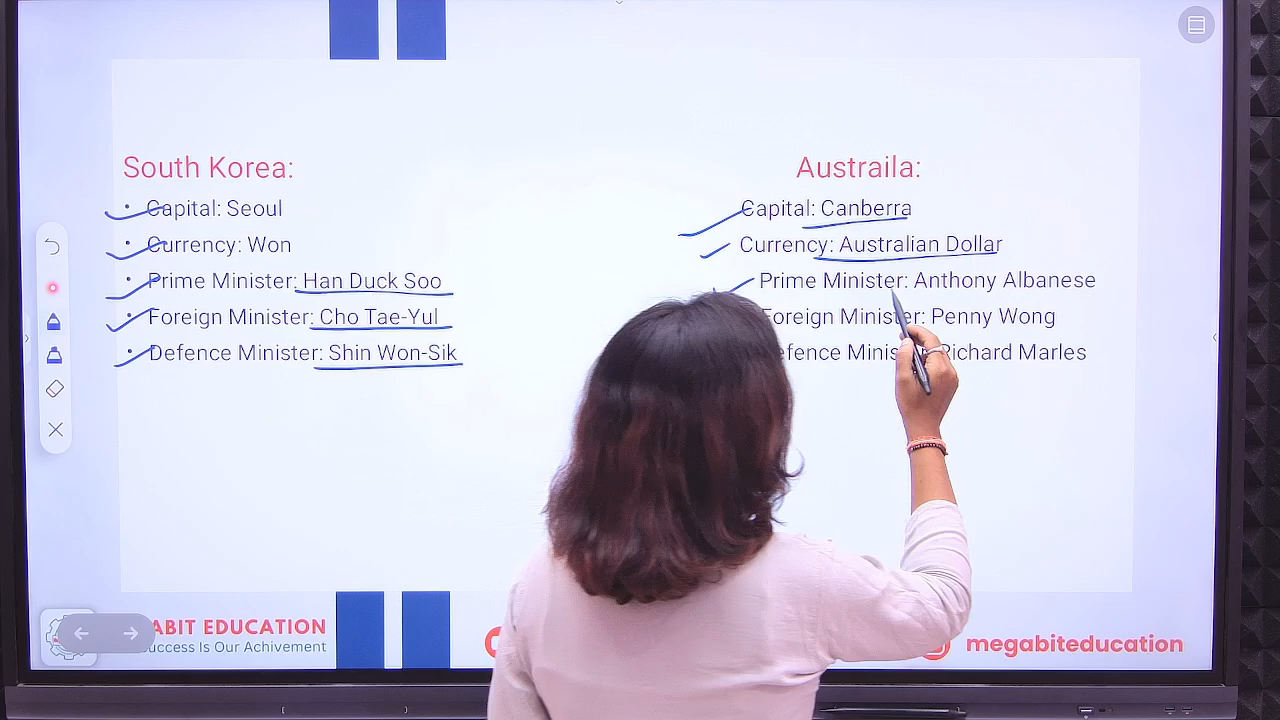 South Korea:
• Capital: Seoul
• Currency: Won
• Prime Minister: Han Duck Soo
• Foreign Minister: Cho Tae-Yul
• Defence Minister: Shin Won-Sik
Austraila:
Capital: Canberra
Currency: Australian Dollar
Prime Minister: Anthony Albanese
Foreign Minister: Penny Wong
Richard Marles
EDUCATION
Success Is Our Achivement
megabiteducation